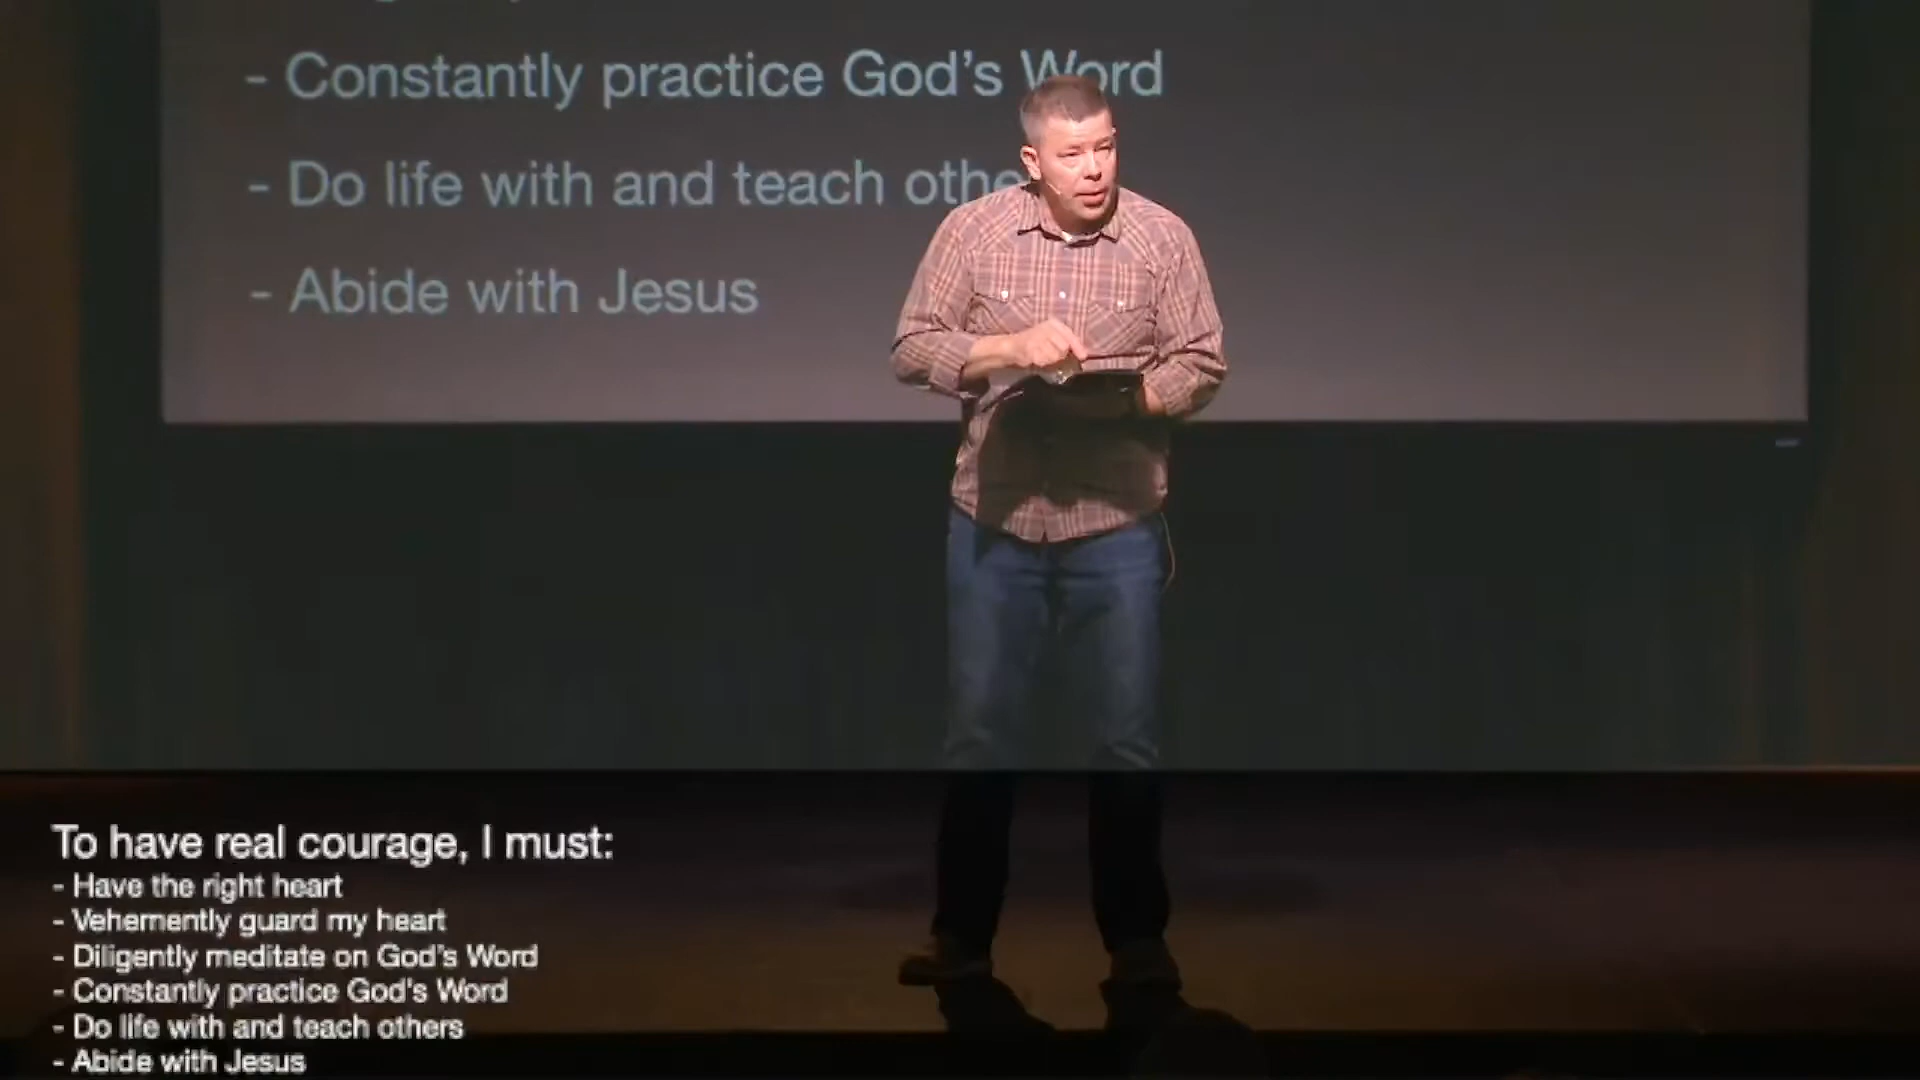 - Constantly practice God's Word
- Do life with and teach othe
- Abide with Jesus
To have real courage, I must:
- Have the right heart
- Vehemently guard my heart
- Diligently meditate on God's Word
- Constantly practice God's Word
- Do life with and teach others
- Abide with Jesus